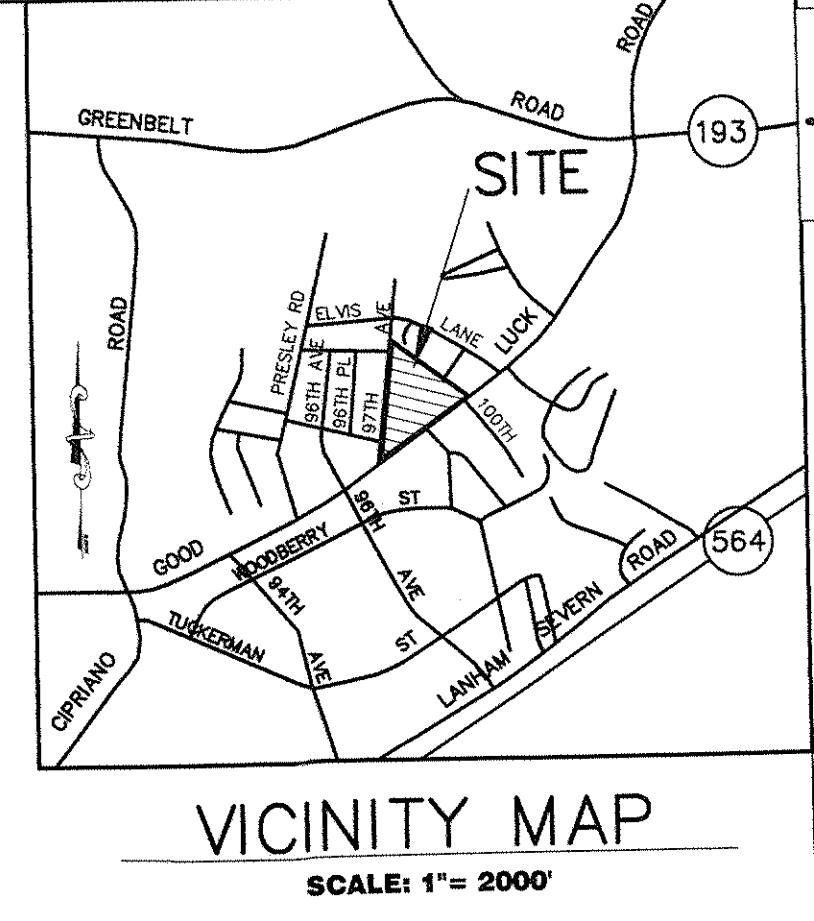 ROAD
GREENBELT
ROAD
193
SITE
ROAD
PRESLEY RD
ELVIS
AVE
LANE
LUCK
96TH AVE
96TH PL
97TH
100TH
GOOD
WOODBERRY
ST
96TH
AVE
94TH
AVE
TUCKERMAN
ST
CIPRIANO
LANHAM
SEVERN
ROAD
564
VICINITY MAP
SCALE: 1"= 2000'